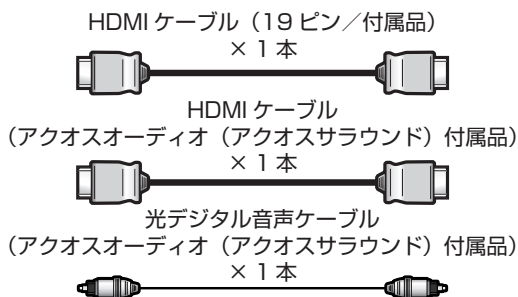 HDMI ケーブル（19 ピン／付属品）
× 1 本
HDMI ケーブル
（アクオスオーディオ（アクオスサラウンド）付属品）
× 1 本
光デジタル音声ケーブル
（アクオスオーディオ（アクオスサラウンド）付属品）
× 1 本